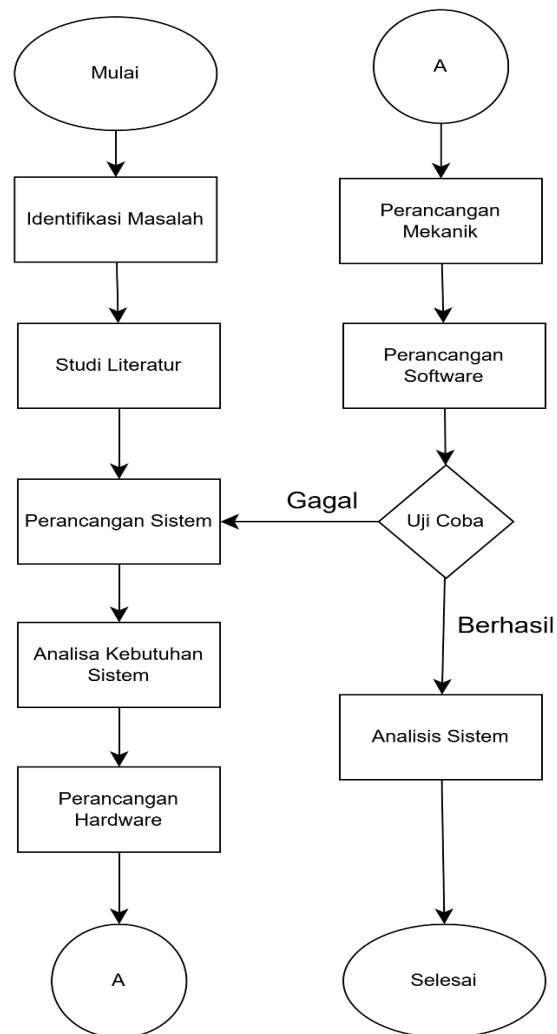 Mulai
Identifikasi Masalah
Studi Literatur
Perancangan Sistem
Analisa Kebutuhan
Sistem
Perancangan
Hardware
A
A
Perancangan
Mekanik
Perancangan
Software
Uji Coba
Gagal
Berhasil
Analisis Sistem
Selesai